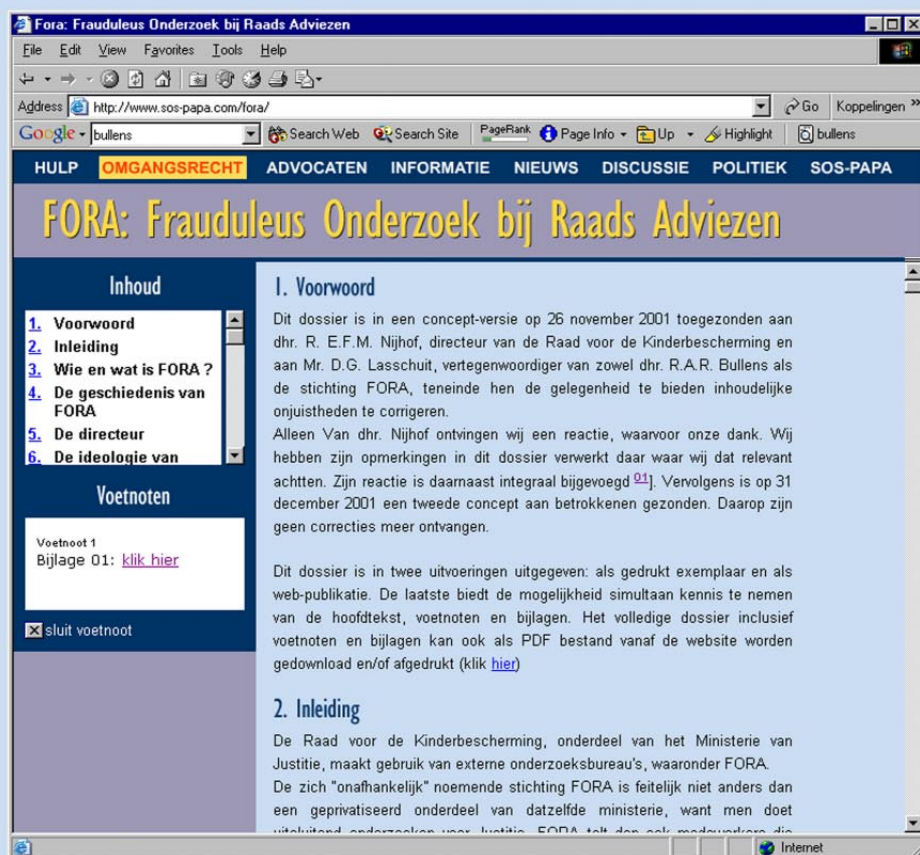 Fora: Frauduleus Onderzoek bij Raads Adviezen
File Edit View Favorites Tools Help
Address http://www.sos-papa.com/fora/ Go Koppelingen »
Google bullens Search Web Search Site PageRank Page Info Up Highlight bullens
HULP OMGANGSRECHT ADVOCATEN INFORMATIE NIEUWS DISCUSSIE POLITIEK SOS-PAPA
FORA: Frauduleus Onderzoek bij Raads Adviezen
Inhoud
1. Voorwoord
2. Inleiding
3. Wie en wat is FORA ?
4. De geschiedenis van
FORA
5. De directeur
6. De ideologie van
Voetnoten
Voetnoot 1
Bijlage 01: klik hier
sluit voetnoot
1. Voorwoord
Dit dossier is in een concept-versie op 26 november 2001 toegezonden aan
dhr. R. E.F.M. Nijhof, directeur van de Raad voor de Kinderbescherming en
aan Mr. D.G. Lasschuit, vertegenwoordiger van zowel dhr. R.A.R. Bullens als
de stichting FORA, teneinde hen de gelegenheid te bieden inhoudelijke
onjuistheden te corrigeren.
Alleen Van dhr. Nijhof ontvingen wij een reactie, waarvoor onze dank. Wij
hebben zijn opmerkingen in dit dossier verwerkt daar waar wij dat relevant
achtten. Zijn reactie is daarnaast integraal bijgevoegd 01]. Vervolgens is op 31
december 2001 een tweede concept aan betrokkenen gezonden. Daarop zijn
geen correcties meer ontvangen.
Dit dossier is in twee uitvoeringen uitgegeven: als gedrukt exemplaar en als
web-publikatie. De laatste biedt de mogelijkheid simultaan kennis te nemen
van de hoofdtekst, voetnoten en bijlagen. Het volledige dossier inclusief
voetnoten en bijlagen kan ook als PDF bestand vanaf de website worden
gedownload en/of afgedrukt (klik hier)
2. Inleiding
De Raad voor de Kinderbescherming, onderdeel van het Ministerie van
Justitie, maakt gebruik van externe onderzoeksbureau's, waaronder FORA.
De zich "onafhankelijk" noemende stichting FORA is feitelijk niet anders dan
een geprivatiseerd onderdeel van datzelfde ministerie, want men doet
Internet